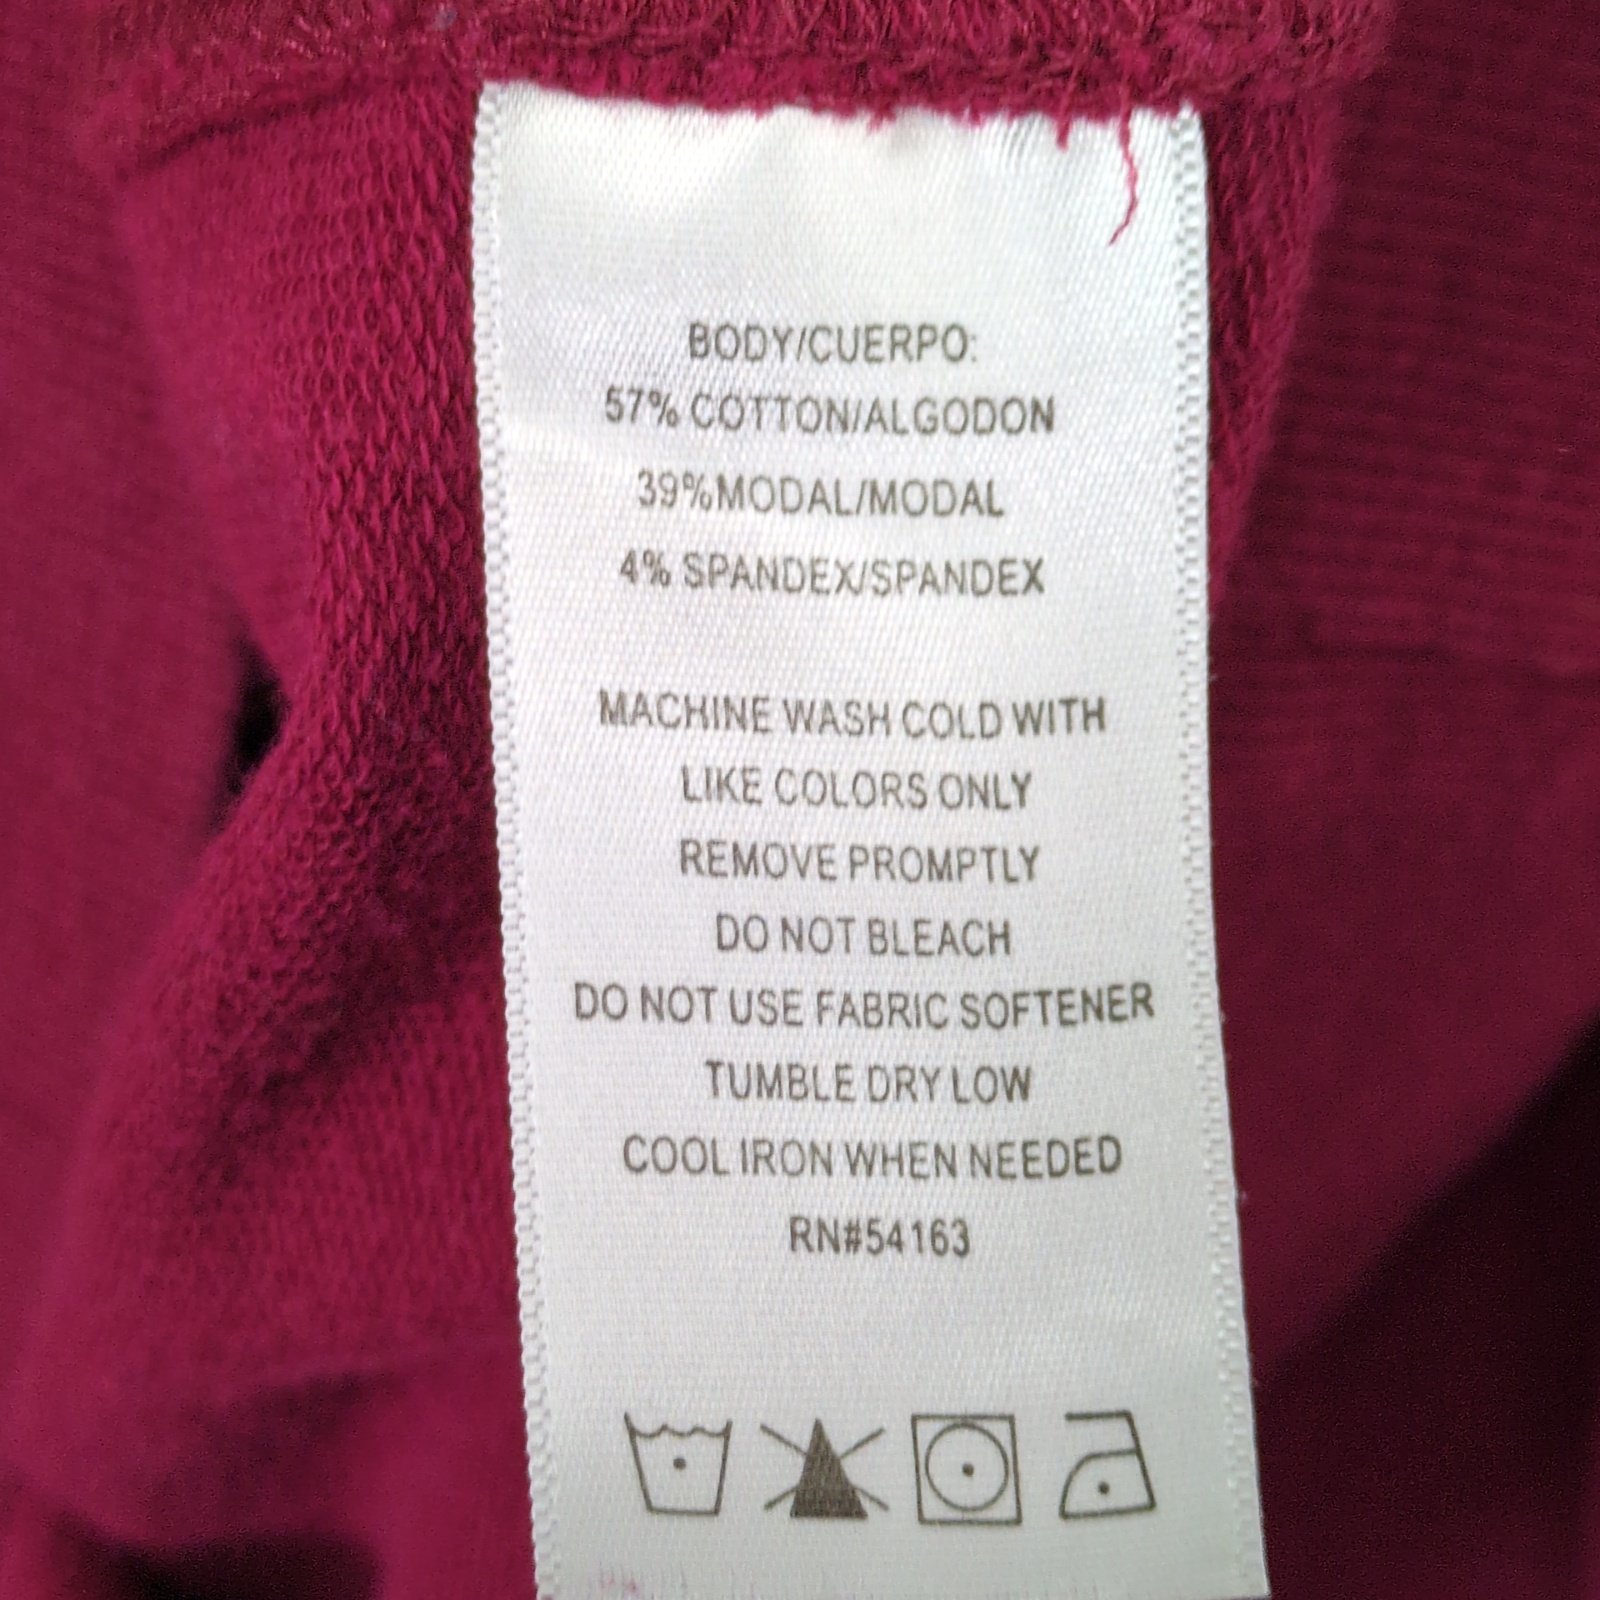 BODY/CUERPO:
57% COTTON/ALGODON
39%MODAL/MODAL
4% SPANDEX/SPANDEX
MACHINE WASH COLD WITH
LIKE COLORS ONLY
REMOVE PROMPTLY
DO NOT BLEACH
DO NOT USE FABRIC SOFTENER
TUMBLE DRY LOW
COOL IRON WHEN NEEDED
RN#54163